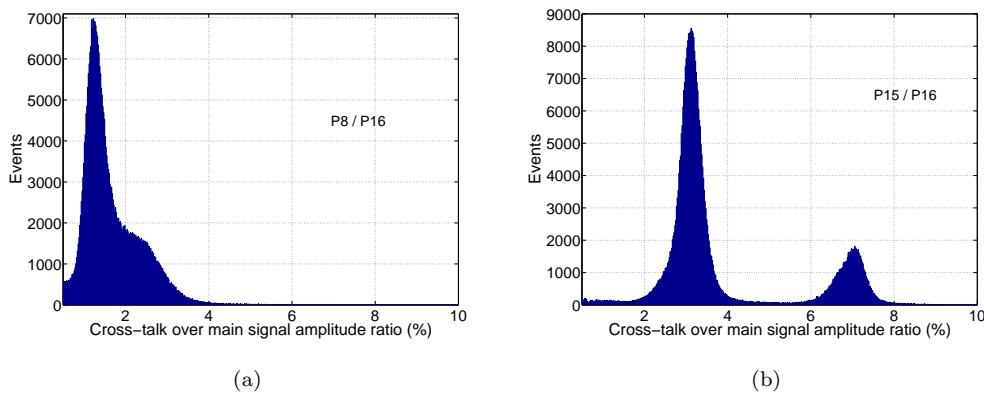 7000
6000
5000
4000
3000
2000
1000
0
Events
P8 / P16
2 4 6 8 10
Cross-talk over main signal amplitude ratio (%)
(a)
9000
8000
7000
6000
5000
4000
3000
2000
1000
0
Events
P15 / P16
2 4 6 8 10
Cross-talk over main signal amplitude ratio (%)
(b)